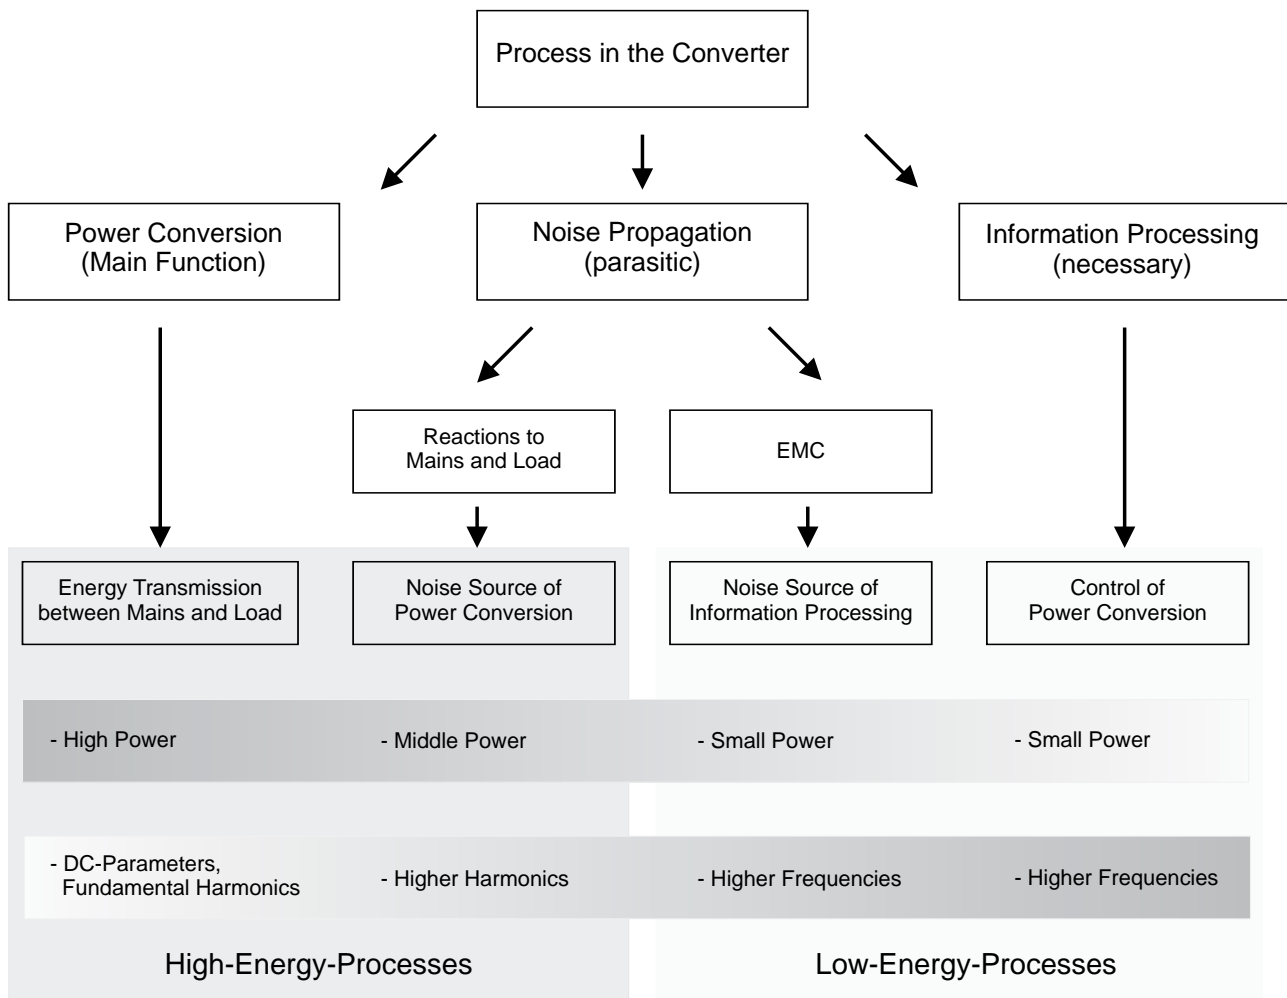 Process in the Converter
Power Conversion
(Main Function)
Noise Propagation
(parasitic)
Information Processing
(necessary)
Reactions to
Mains and Load
EMC
Energy Transmission
between Mains and Load
Noise Source of
Power Conversion
Noise Source of
Information Processing
Control of
Power Conversion
- High Power
- Middle Power
- Small Power
- Small Power
- DC-Parameters,
Fundamental Harmonics
- Higher Harmonics
- Higher Frequencies
- Higher Frequencies
High-Energy-Processes
Low-Energy-Processes